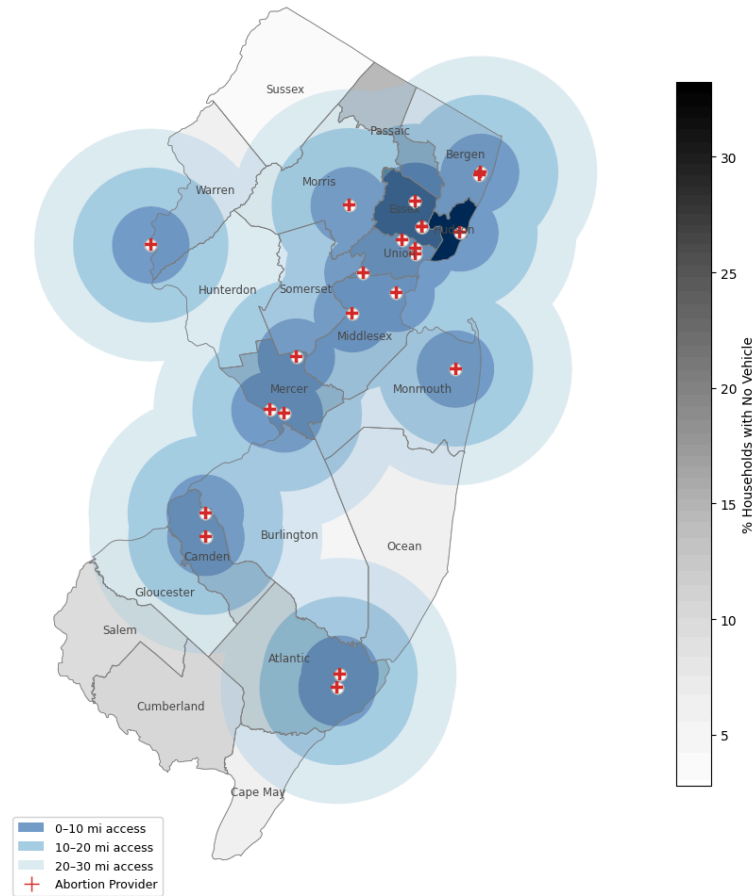 Sussex
Passaic
Bergen
Morris
Warren
Essex
Hudson
Union
Hunterdon
Somerset
Middlesex
Mercer
Monmouth
Burlington
Ocean
Camden
Gloucester
Salem
Atlantic
Cumberland
Cape May
30
25
20
15
10
5
% Households with No Vehicle
0–10 mi access
10–20 mi access
20–30 mi access
Abortion Provider